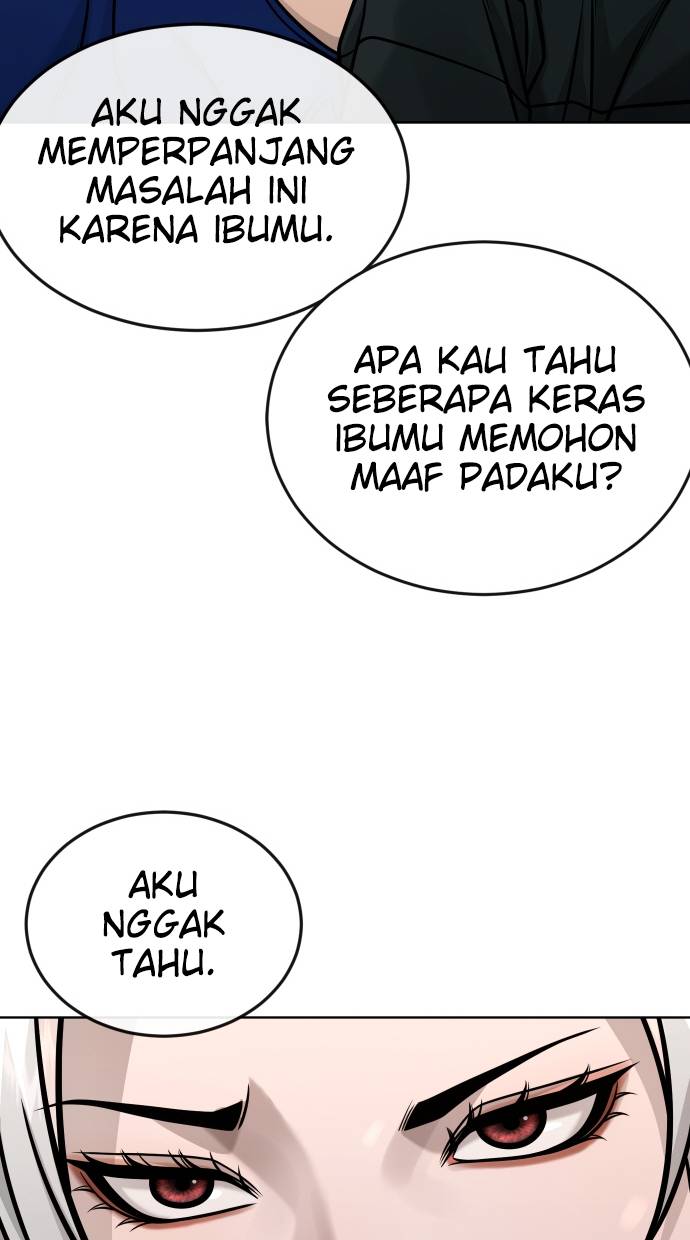 AKU NGGAK
MEMPERPANJANG
MASALAH INI
KARENA IBUMU.
APA KAU TAHU
SEBERAPA KERAS
IBUMU MEMOHON
MAAF PADAKU?
AKU
NGGAK
TAHU.